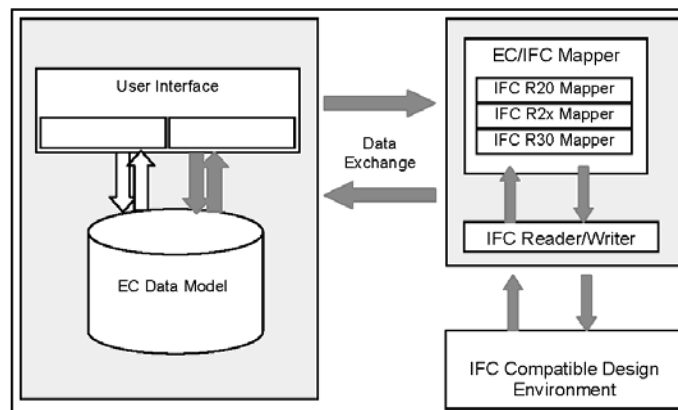 User Interface
EC Data Model
Data
Exchange
EC/IFC Mapper
IFC R20 Mapper
IFC R2x Mapper
IFC R30 Mapper
IFC Reader/Writer
IFC Compatible Design
Environment